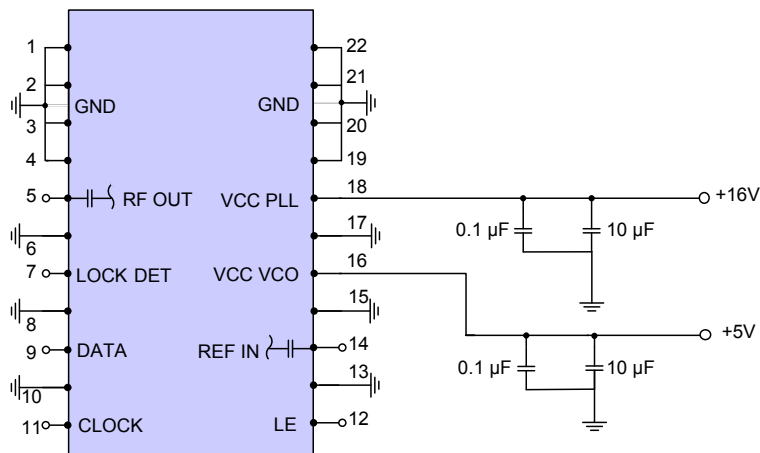 1 22
2 21
GND GND
3 20
4 19
5 RF OUT VCC PLL 18 +16V
6 17 0.1 µF 10 µF
7 LOCK DET VCC VCO 16
8 15
9 DATA REF IN 14 +5V
10 13 0.1 µF 10 µF
11 CLOCK LE 12